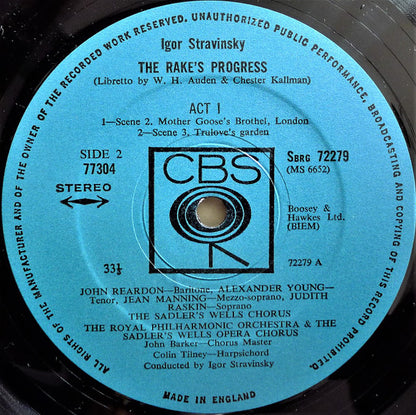 ALL RIGHTS OF THE MANUFACTURER AND OF THE OWNER OF THE RECORDED WORK RESERVED. UNAUTHORIZED PUBLIC PERFORMANCE, BROADCASTING AND COPYING OF THIS RECORD PROHIBITED.
Igor Stravinsky
THE RAKE'S PROGRESS
(Libretto by W. H. Auden & Chester Kallman)
ACT I
1—Scene 2. Mother Goose's Brothel, London
2—Scene 3. Trulove's garden
SIDE 2
77304
STEREO
CBS
SBRG 72279
(MS 6652)
Boosey &
Hawkes Ltd.
(BIEM)
33⅓
72279 A
JOHN REARDON—Baritone, ALEXANDER YOUNG—
Tenor, JEAN MANNING—Mezzo-soprano, JUDITH
RASKIN—Soprano
THE SADLER'S WELLS CHORUS
THE ROYAL PHILHARMONIC ORCHESTRA & THE
SADLER'S WELLS OPERA CHORUS
John Barker—Chorus Master
Colin Tilney—Harpsichord
Conducted by Igor Stravinsky
MADE IN ENGLAND